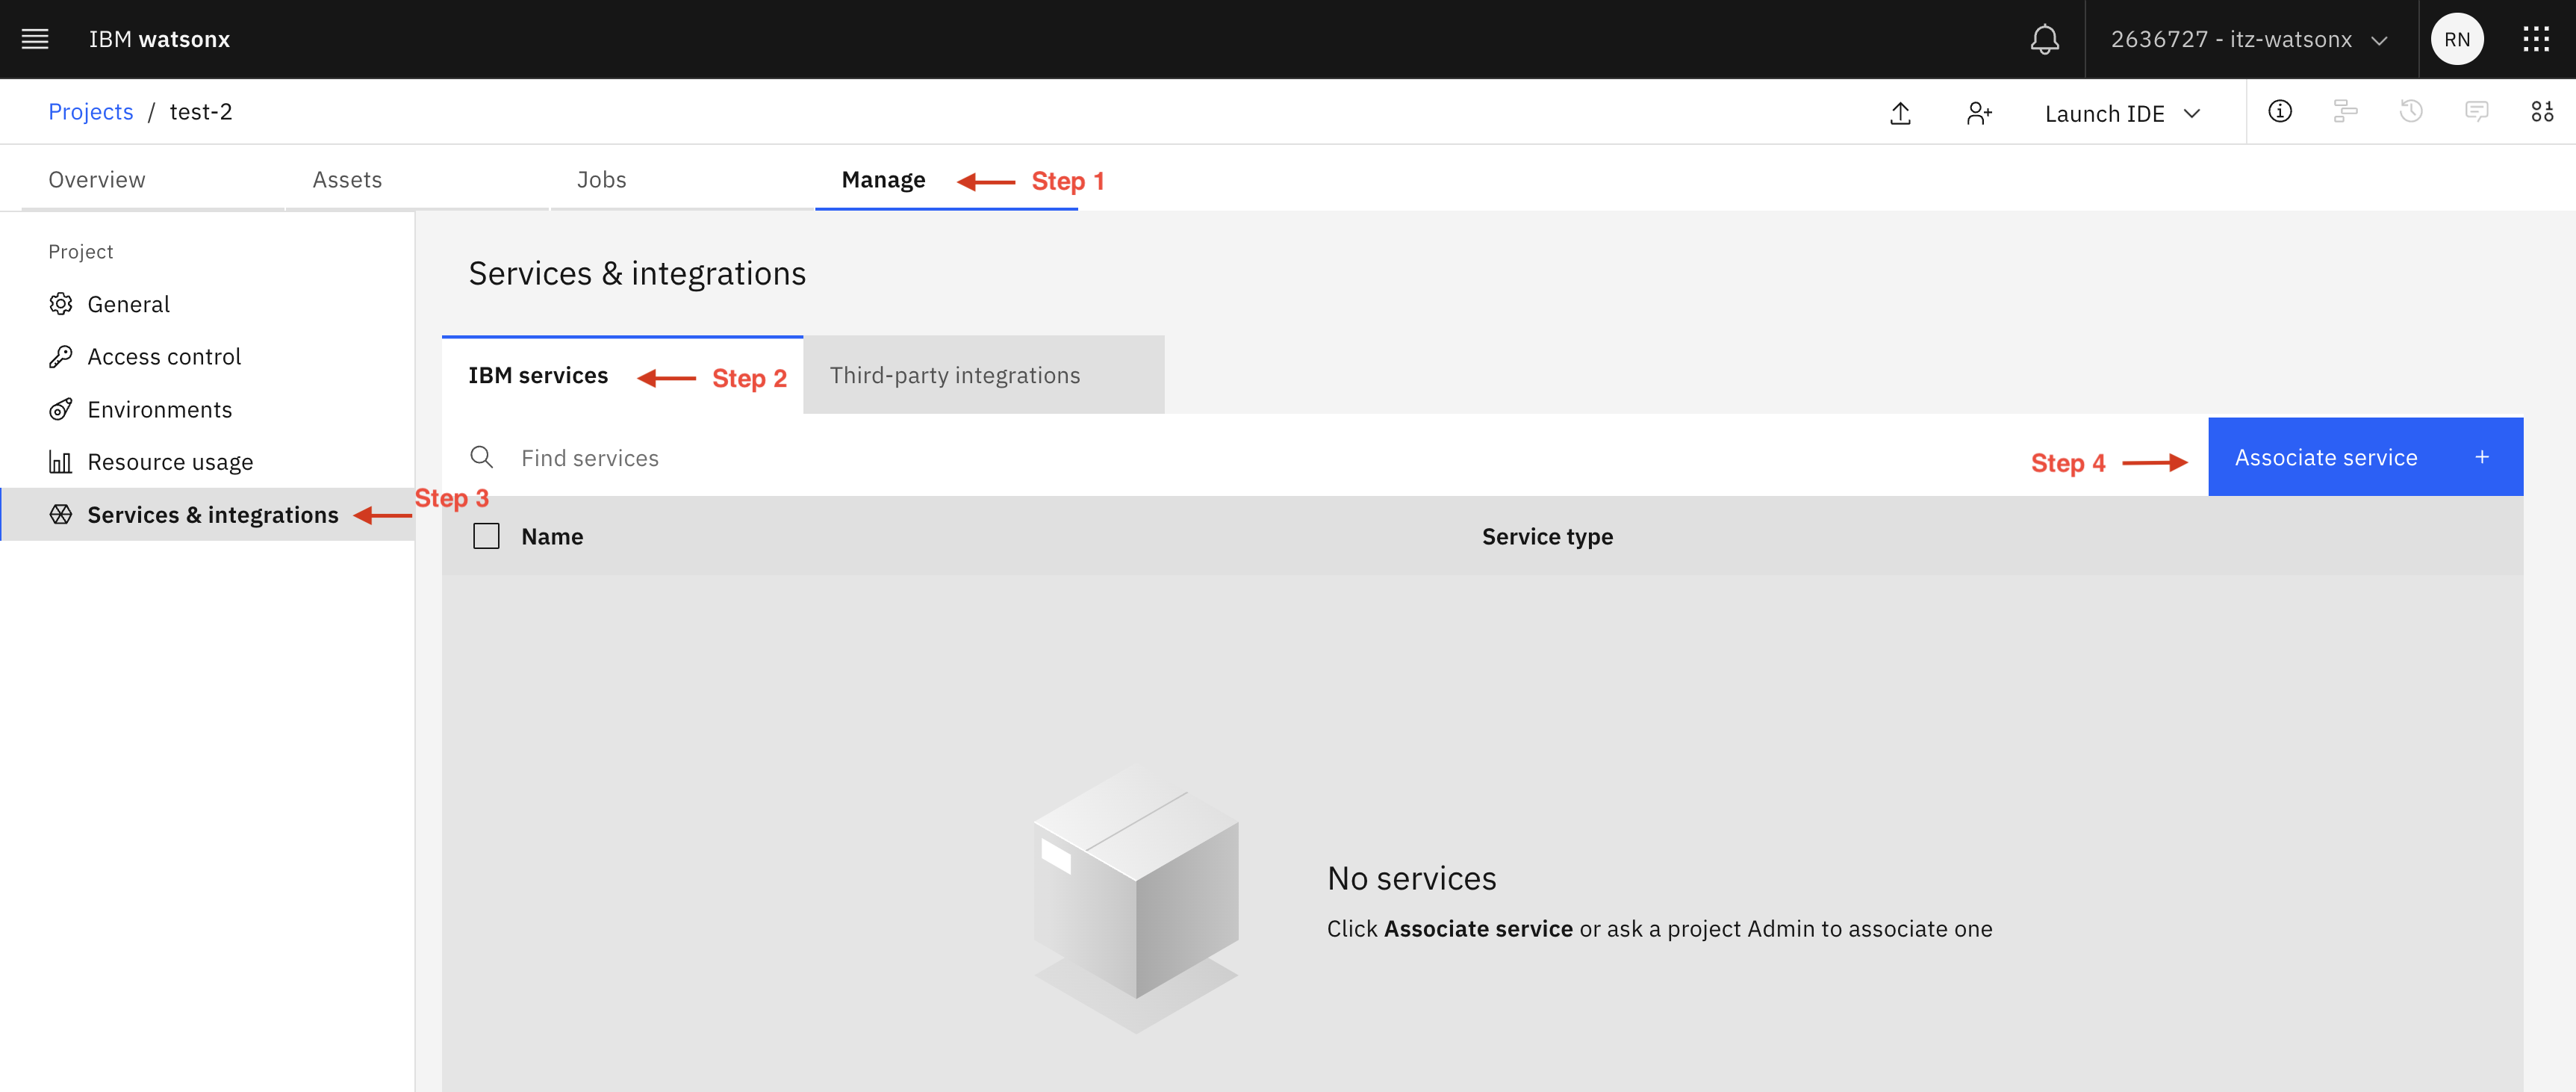 IBM watsonx
2636727 - itz-watsonx
RN
Projects / test-2
Launch IDE
Overview
Assets
Jobs
Manage
Step 1
Project
General
Access control
Environments
Resource usage
Services & integrations
Step 3
Services & integrations
IBM services
Step 2
Third-party integrations
Find services
Step 4
Associate service +
Name
Service type
No services
Click Associate service or ask a project Admin to associate one